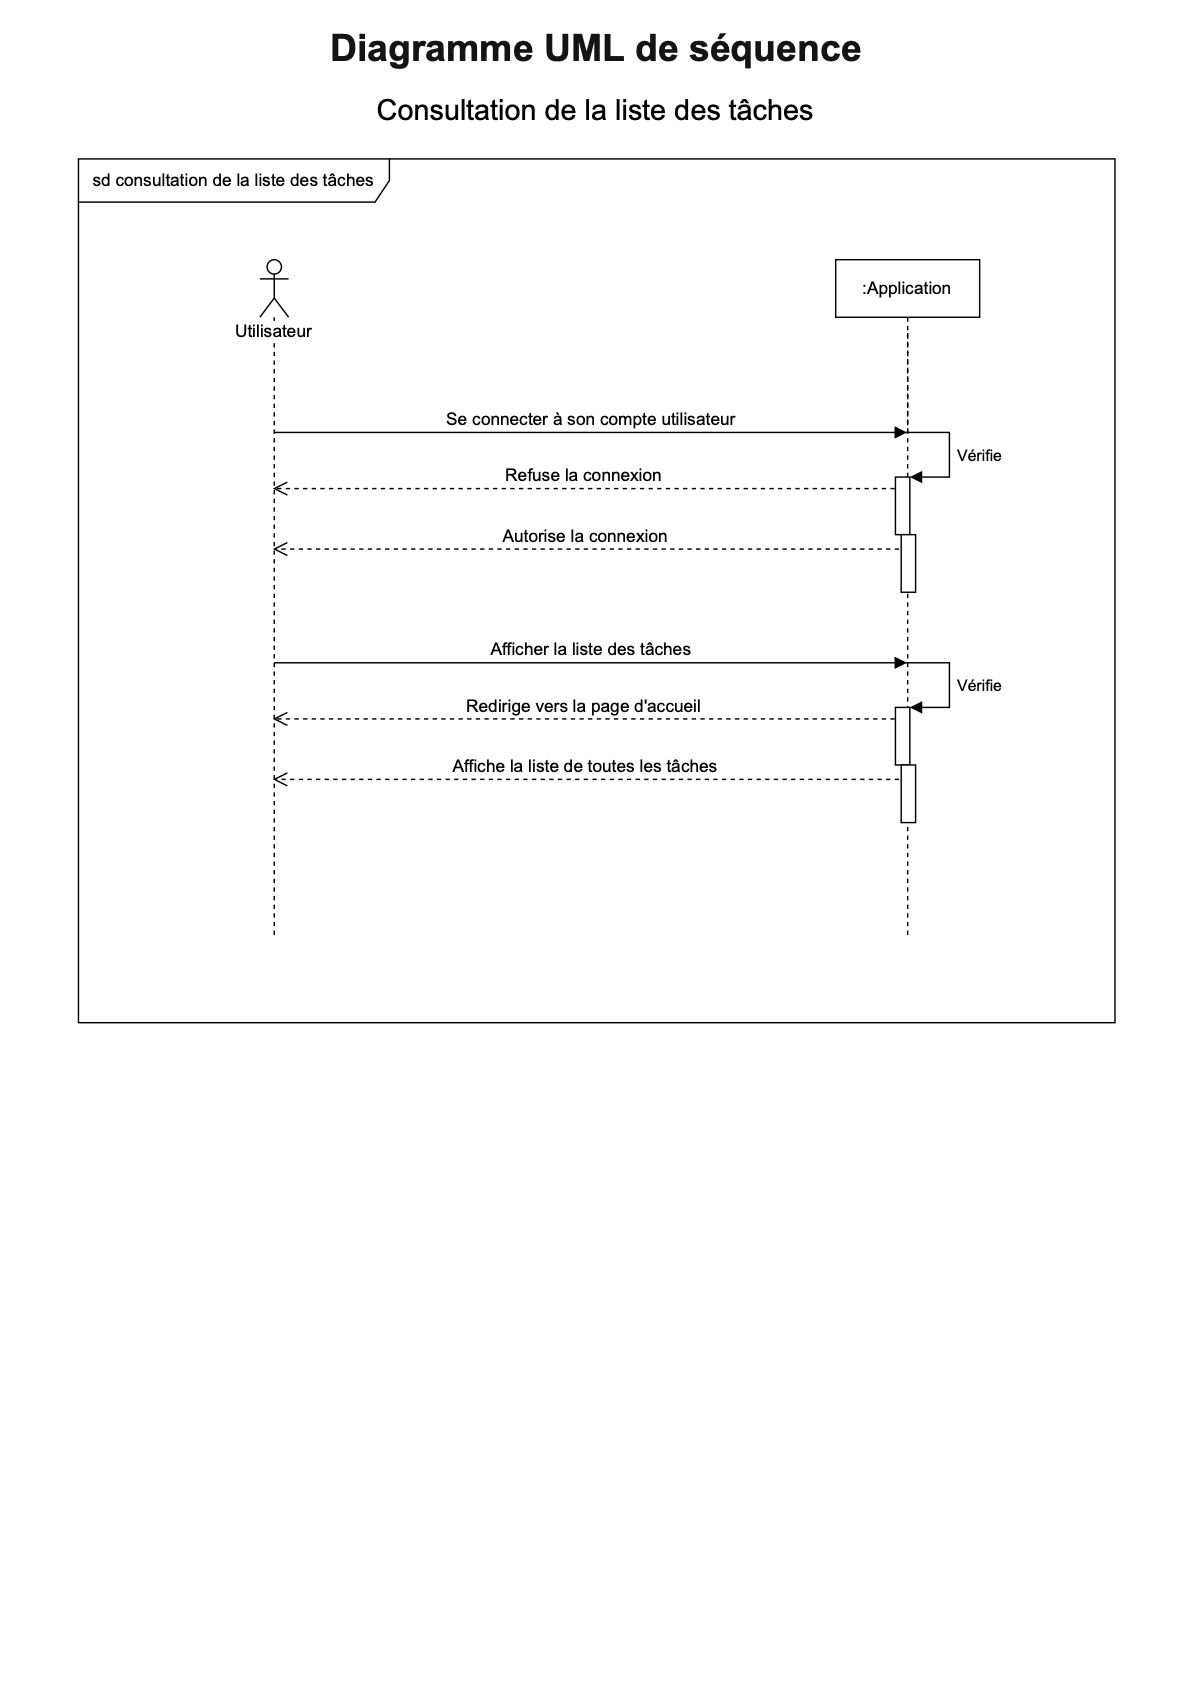 Diagramme UML de séquence
Consultation de la liste des tâches
sd consultation de la liste des tâches
:Application
Utilisateur
Se connecter à son compte utilisateur
Vérifie
Refuse la connexion
Autorise la connexion
Afficher la liste des tâches
Vérifie
Redirige vers la page d'accueil
Affiche la liste de toutes les tâches